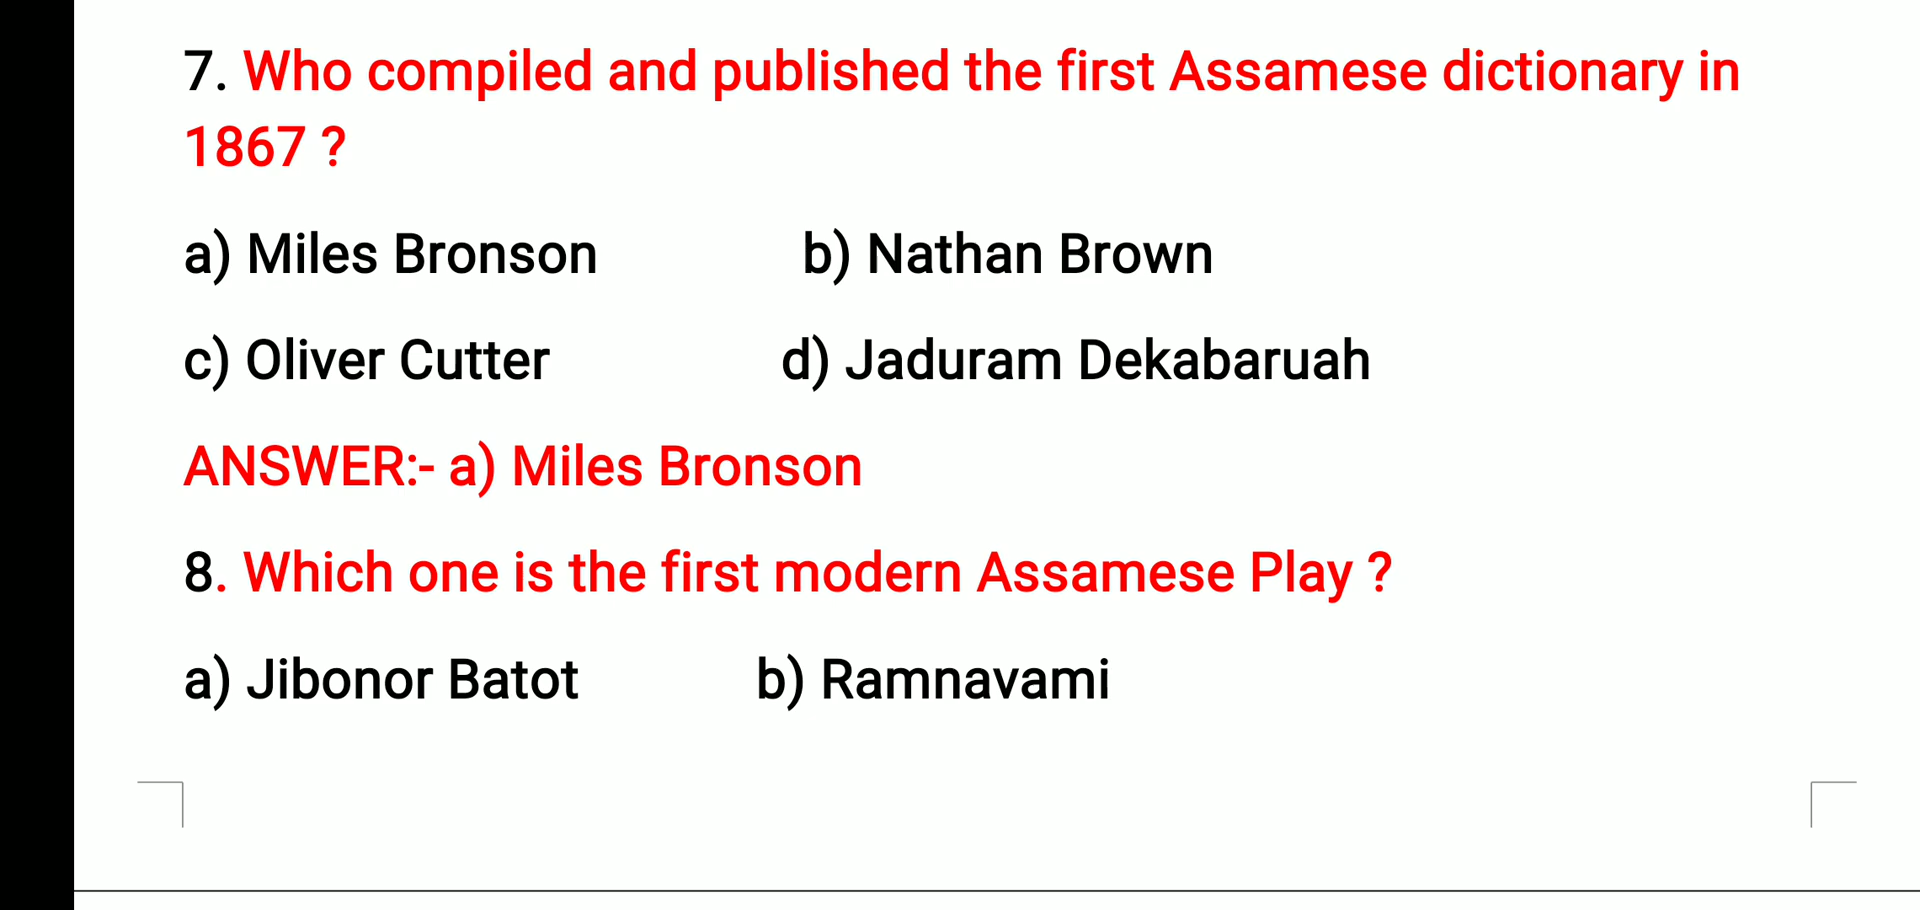 7. Who compiled and published the first Assamese dictionary in
1867 ?
a) Miles Bronson b) Nathan Brown
c) Oliver Cutter d) Jaduram Dekabaruah
ANSWER:- a) Miles Bronson
8. Which one is the first modern Assamese Play ?
a) Jibonor Batot b) Ramnavami